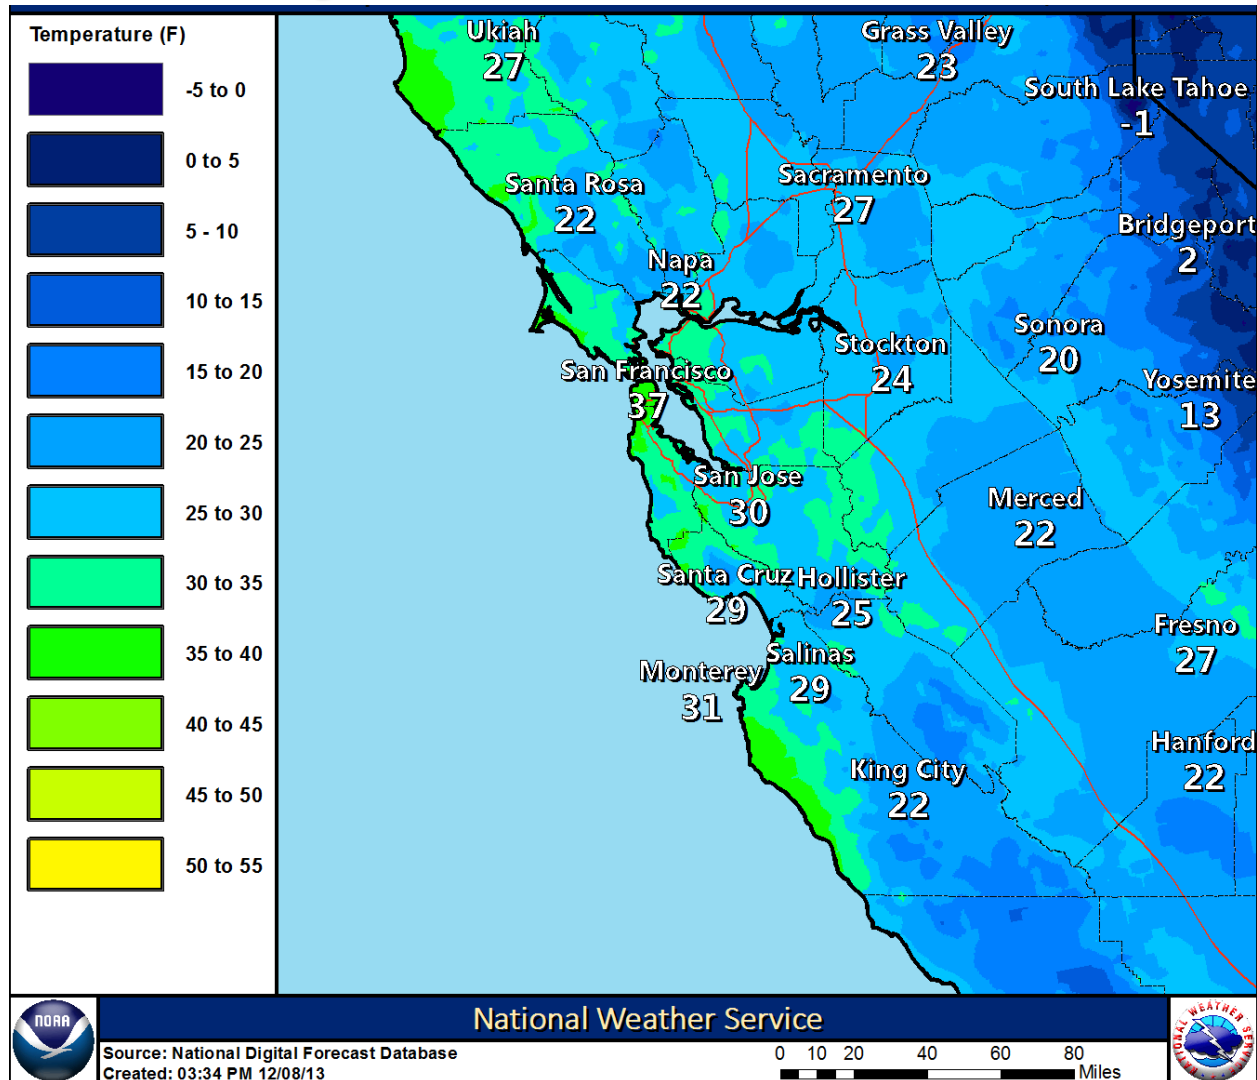 Temperature (F)
-5 to 0
0 to 5
5 - 10
10 to 15
15 to 20
20 to 25
25 to 30
30 to 35
35 to 40
40 to 45
45 to 50
50 to 55
Ukiah
27
Grass Valley
23
South Lake Tahoe
-1
Santa Rosa
22
Sacramento
27
Bridgeport
2
Napa
22
Sonora
20
Stockton
24
San Francisco
37
Yosemite
13
San Jose
30
Merced
22
Santa Cruz
29
Hollister
25
Fresno
27
Monterey
31
Salinas
29
Hanford
22
King City
22
NOAA
National Weather Service
Source: National Digital Forecast Database
Created: 03:34 PM 12/08/13
0 10 20 40 60 80
Miles
NATIONAL WEATHER SERVICE